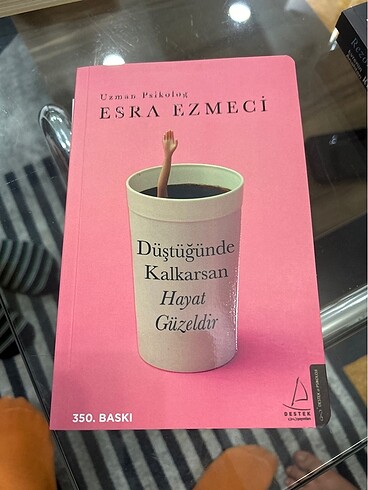 Uzman Psikolog
ESRA EZMECİ
Düştüğünde
Kalkarsan
Hayat
Güzeldir
350. BASKI
DESTEK